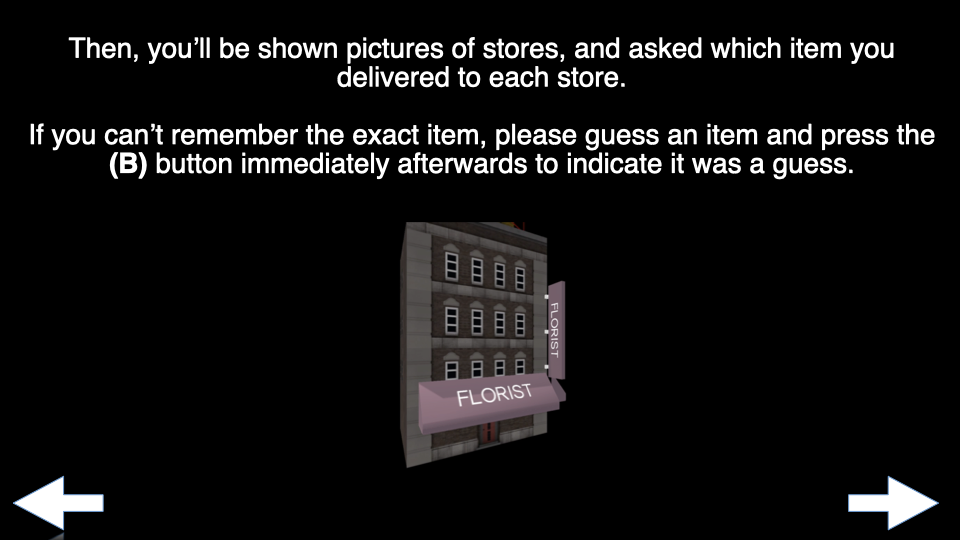 Then, you’ll be shown pictures of stores, and asked which item you
delivered to each store.
If you can’t remember the exact item, please guess an item and press the
(B) button immediately afterwards to indicate it was a guess.
FLORIST
FLORIST